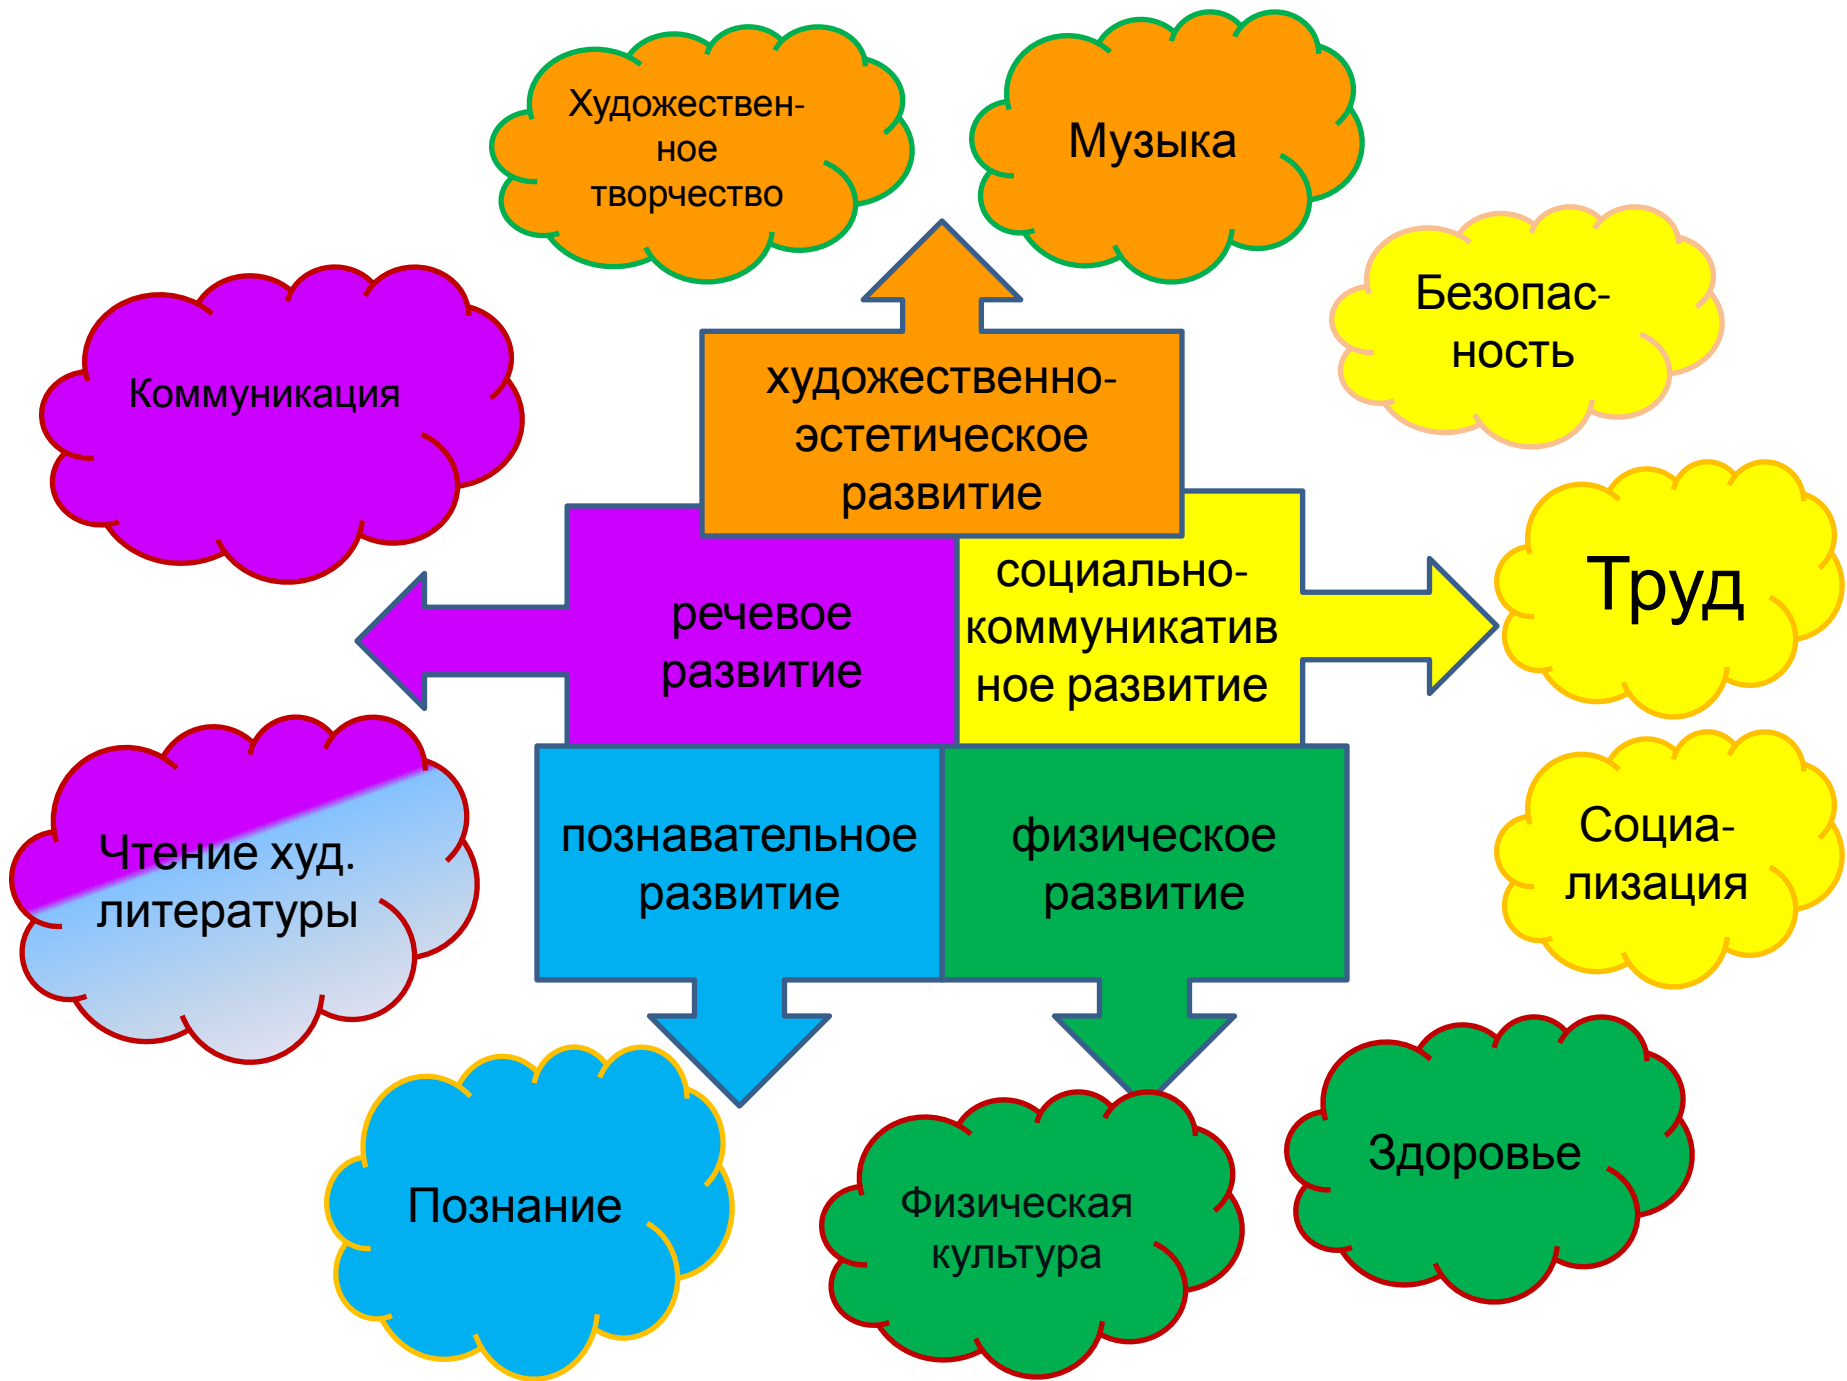 Художествен-
ное
творчество
Музыка
Безопас-
ность
Коммуникация
художественно-
эстетическое
развитие
Труд
речевое
развитие
социально-
коммуникатив
ное развитие
Чтение худ.
литературы
познавательное
развитие
физическое
развитие
Социа-
лизация
Познание
Физическая
культура
Здоровье